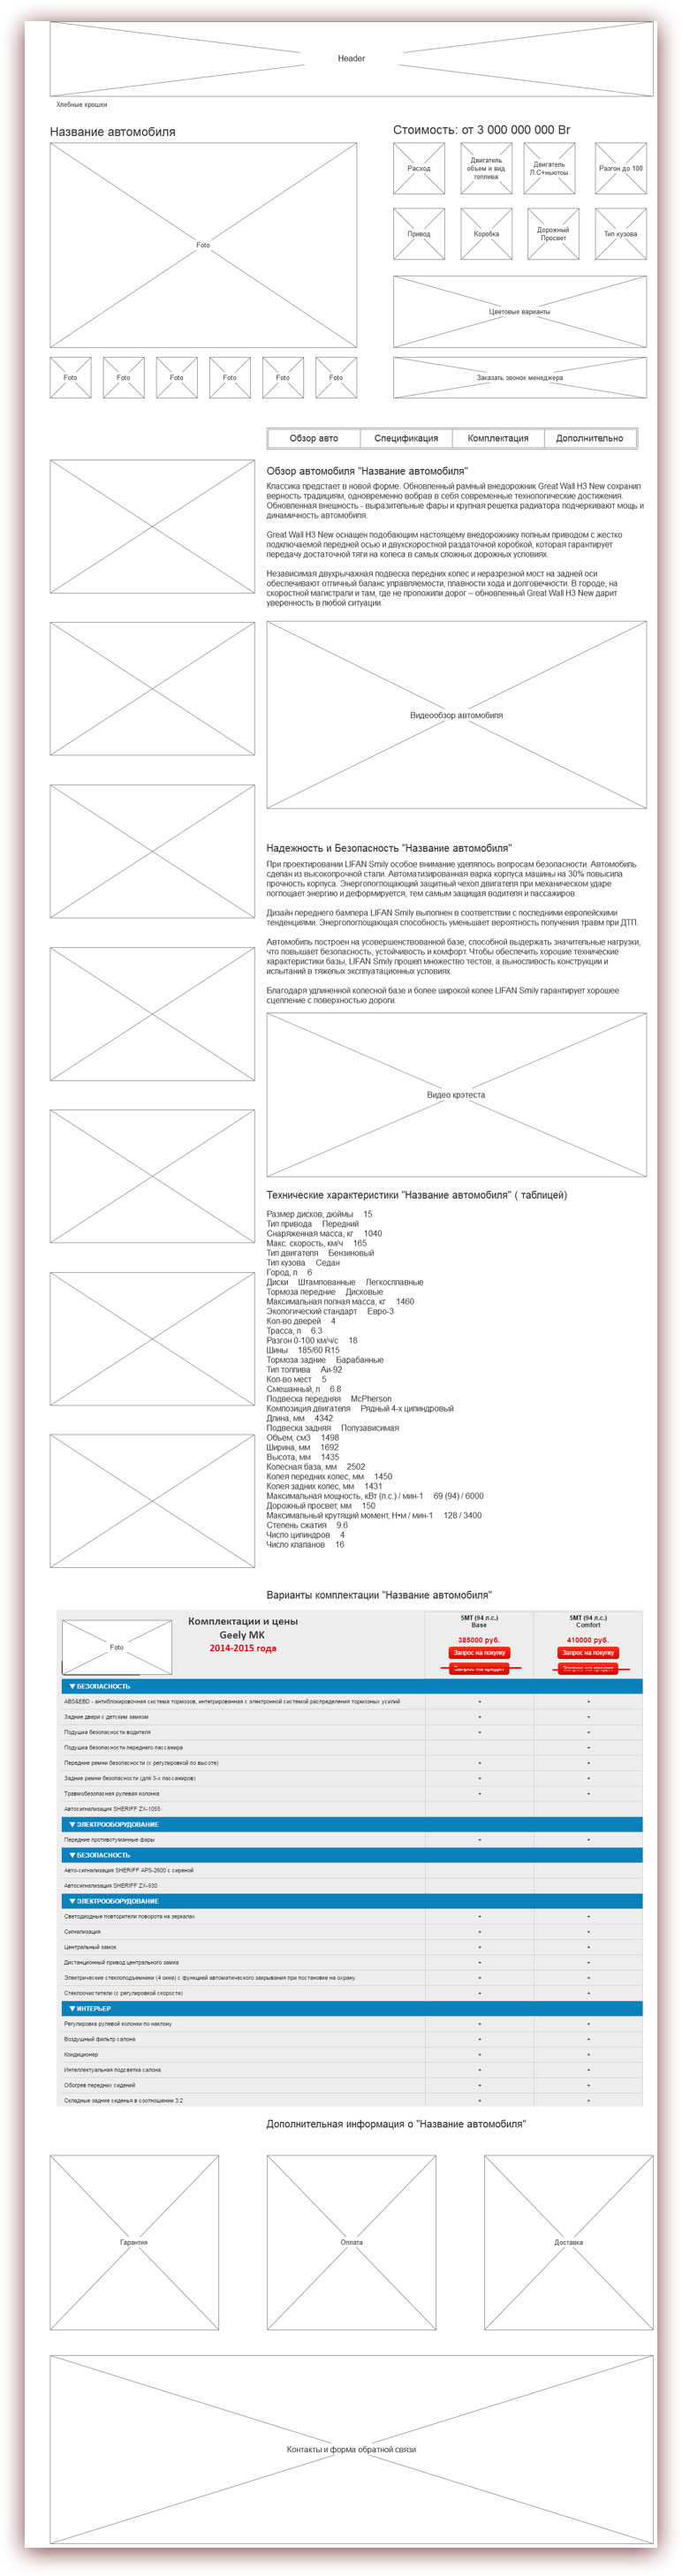 Header
Хлебные крошки
Название автомобиля
Foto
Foto Foto Foto Foto Foto Foto
Стоимость: от 3 000 000 000 Br
Расход
Двигатель
объем и вид
топлива
Двигатель
Л.С+ньютоы.
Разгон до 100
Привод
Коробка
Дорожный
Просвет
Тип кузова
Цветовые варианты
Заказать звонок менеджера
Обзор авто Спецификация Комплектация Дополнительно
Обзор автомобиля "Название автомобиля"
Классика предстает в новой форме. Обновленный рамный внедорожник Great Wall H3 New сохранил
верность традициям, одновременно вобрав в себя современные технологические достижения.
Обновленная внешность - выразительные фары и крупная решетка радиатора подчеркивают мощь и
динамичность автомобиля.
Great Wall H3 New оснащен подобающим настоящему внедорожнику полным приводом с жестко
подключаемой передней осью и двухскоростной раздаточной коробкой, которая гарантирует
передачу достаточной тяги на колеса в самых сложных дорожных условиях.
Независимая двухрычажная подвеска передних колес и неразрезной мост на задней оси
обеспечивают отличный баланс управляемости, плавности хода и долговечности. В городе, на
скоростной магистрали и там, где не проложили дорог – обновленный Great Wall H3 New дарит
уверенность в любой ситуации.
Видеообзор автомобиля
Надежность и Безопасность "Название автомобиля"
При проектировании LIFAN Smily особое внимание уделялось вопросам безопасности. Автомобиль
сделан из высокопрочной стали. Автоматизированная варка корпуса машины на 30% повысила
прочность корпуса. Энергопоглощающий защитный чехол двигателя при механическом ударе
поглощает энергию и деформируется, тем самым защищая водителя и пассажиров.
Дизайн переднего бампера LIFAN Smily выполнен в соответствии с последними европейскими
тенденциями. Энергопоглощающая способность уменьшает вероятность получения травм при ДТП.
Автомобиль построен на усовершенствованной базе, способной выдержать значительные нагрузки,
что повышает безопасность, устойчивость и комфорт. Чтобы обеспечить хорошие технические
характеристики базы, LIFAN Smily прошел множество тестов, а выносливость конструкции и
испытаний в тяжелых эксплуатационных условиях.
Благодаря удлиненной колесной базе и более широкой колее LIFAN Smily гарантирует хорошее
сцепление с поверхностью дороги.
Видео крэтеста
Технические характеристики "Название автомобиля" ( таблицей)
Размер дисков, дюймы 15
Тип привода Передний
Снаряженная масса, кг 1040
Макс. скорость, км/ч 165
Тип двигателя Бензиновый
Тип кузова Седан
Город, л 6
Диски Штампованные Легкосплавные
Тормоза передние Дисковые
Максимальная полная масса, кг 1460
Экологический стандарт Евро-3
Кол-во дверей 4
Трасса, л 6.3
Разгон 0-100 км/ч/с 18
Шины 185/60 R15
Тормоза задние Барабанные
Тип топлива Аи-92
Кол-во мест 5
Смешанный, л 6.8
Подвеска передняя McPherson
Композиция двигателя Рядный 4-х цилиндровый
Длина, мм 4342
Подвеска задняя Полузависимая
Объем, см3 1498
Ширина, мм 1692
Высота, мм 1435
Колесная база, мм 2502
Колея передних колес, мм 1450
Колея задних колес, мм 1431
Максимальная мощность, кВт (л.с.) / мин-1 69 (94) / 6000
Дорожный просвет, мм 150
Максимальный крутящий момент, Н•м / мин-1 128 / 3400
Степень сжатия 9.6
Число цилиндров 4
Число клапанов 16
Варианты комплектации "Название автомобиля"
Foto
Комплектации и цены
Geely MK
2014-2015 года
5MT (94 л.с.)
Base
385000 руб.
Запрос на покупку
Запрос на кредит
5MT (94 л.с.)
Comfort
410000 руб.
Запрос на покупку
Запрос на кредит
▼ БЕЗОПАСНОСТЬ
ABS&EBD - антиблокировочная система тормозов, интегрированная с электронной системой распределения тормозных усилий + +
Задние двери с детским замком + +
Подушка безопасности водителя + +
Подушка безопасности переднего пассажира +
Передние ремни безопасности (с регулировкой по высоте) + +
Задние ремни безопасности (для 3-х пассажиров) + +
Травмобезопасная рулевая колонка + +
Автосигнализация SHERIFF ZX-1055
▼ ЭЛЕКТРООБОРУДОВАНИЕ
Передние противотуманные фары + +
▼ БЕЗОПАСНОСТЬ
Авто-сигнализация SHERIFF APS-2600 с сиреной
Автосигнализация SHERIFF ZX-930
▼ ЭЛЕКТРООБОРУДОВАНИЕ
Светодиодные повторители поворота на зеркалах + +
Сигнализация + +
Центральный замок + +
Дистанционный привод центрального замка + +
Электрические стеклоподъемники (4 окна) с функцией автоматического закрывания при постановке на охрану + +
Стеклоочистители (с регулировкой скорости) + +
▼ ИНТЕРЬЕР
Регулировка рулевой колонки по наклону + +
Воздушный фильтр салона + +
Кондиционер + +
Интеллектуальная подсветка салона + +
Обогрев передних сидений + +
Складные задние сиденья в соотношении 3:2 + +
Дополнительная информация о "Название автомобиля"
Гарантия
Оплата
Доставка
Контакты и форма обратной связи